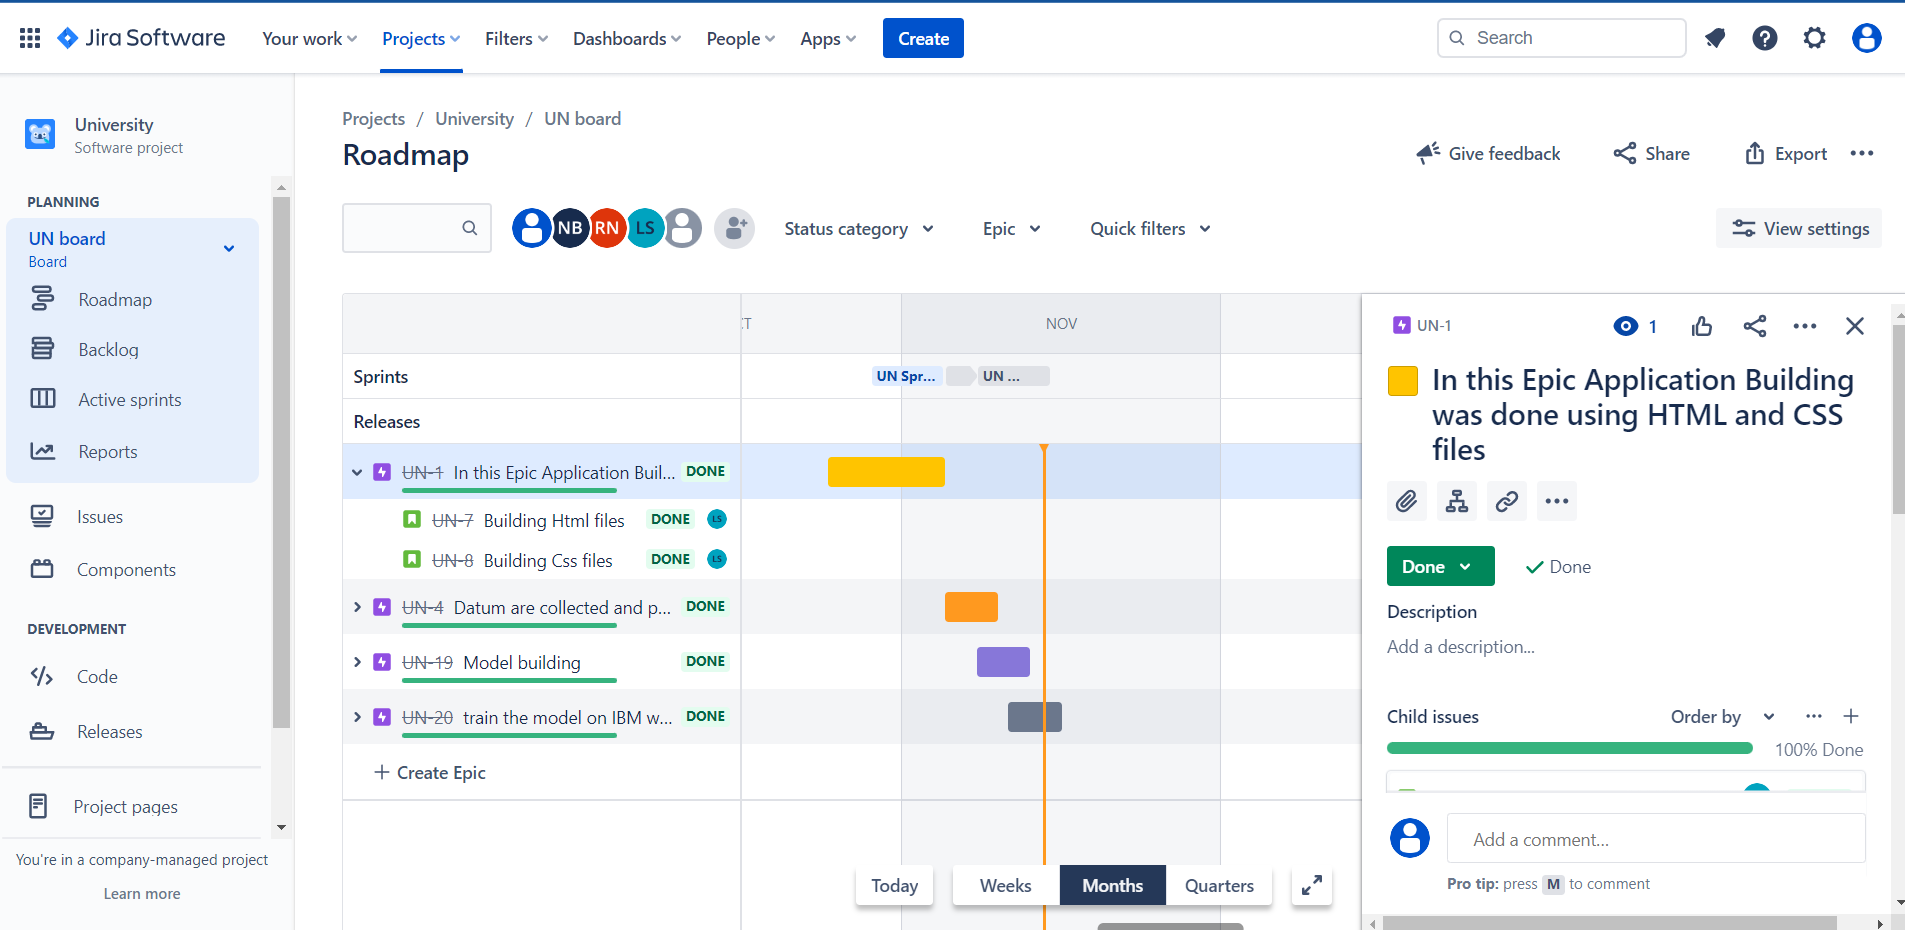 Jira Software
Your work
Projects
Filters
Dashboards
People
Apps
Create
Search
University
Software project
PLANNING
UN board
Board
Roadmap
Backlog
Active sprints
Reports
Issues
Components
DEVELOPMENT
Code
Releases
Project pages
You're in a company-managed project
Learn more
Projects / University / UN board
Roadmap
Give feedback
Share
Export
NB
RN
LS
Status category
Epic
Quick filters
View settings
NOV
Sprints
UN Spr...
UN ...
Releases
UN-1 In this Epic Application Buil... DONE
UN-7 Building Html files DONE LS
UN-8 Building Css files DONE LS
UN-4 Datum are collected and p... DONE
UN-19 Model building DONE
UN-20 train the model on IBM w... DONE
Create Epic
Today
Weeks
Months
Quarters
UN-1
1
In this Epic Application Building
was done using HTML and CSS
files
Done
Done
Description
Add a description...
Child issues
Order by
100% Done
Add a comment...
Pro tip: press M to comment